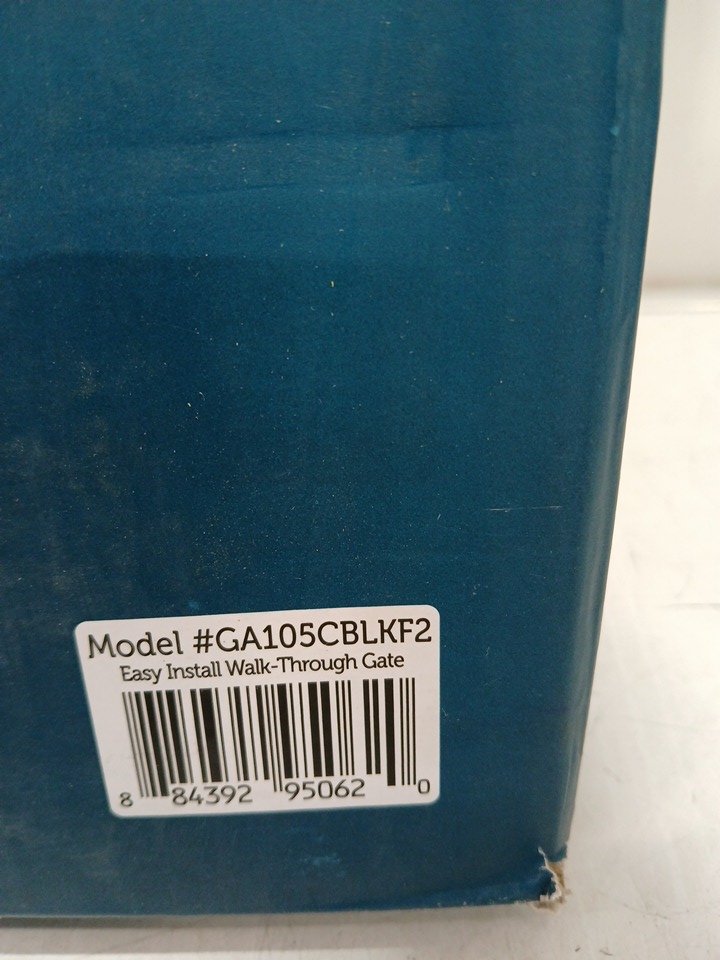 Model #GA105CBLKF2
Easy Install Walk-Through Gate
8 84392 95062 0